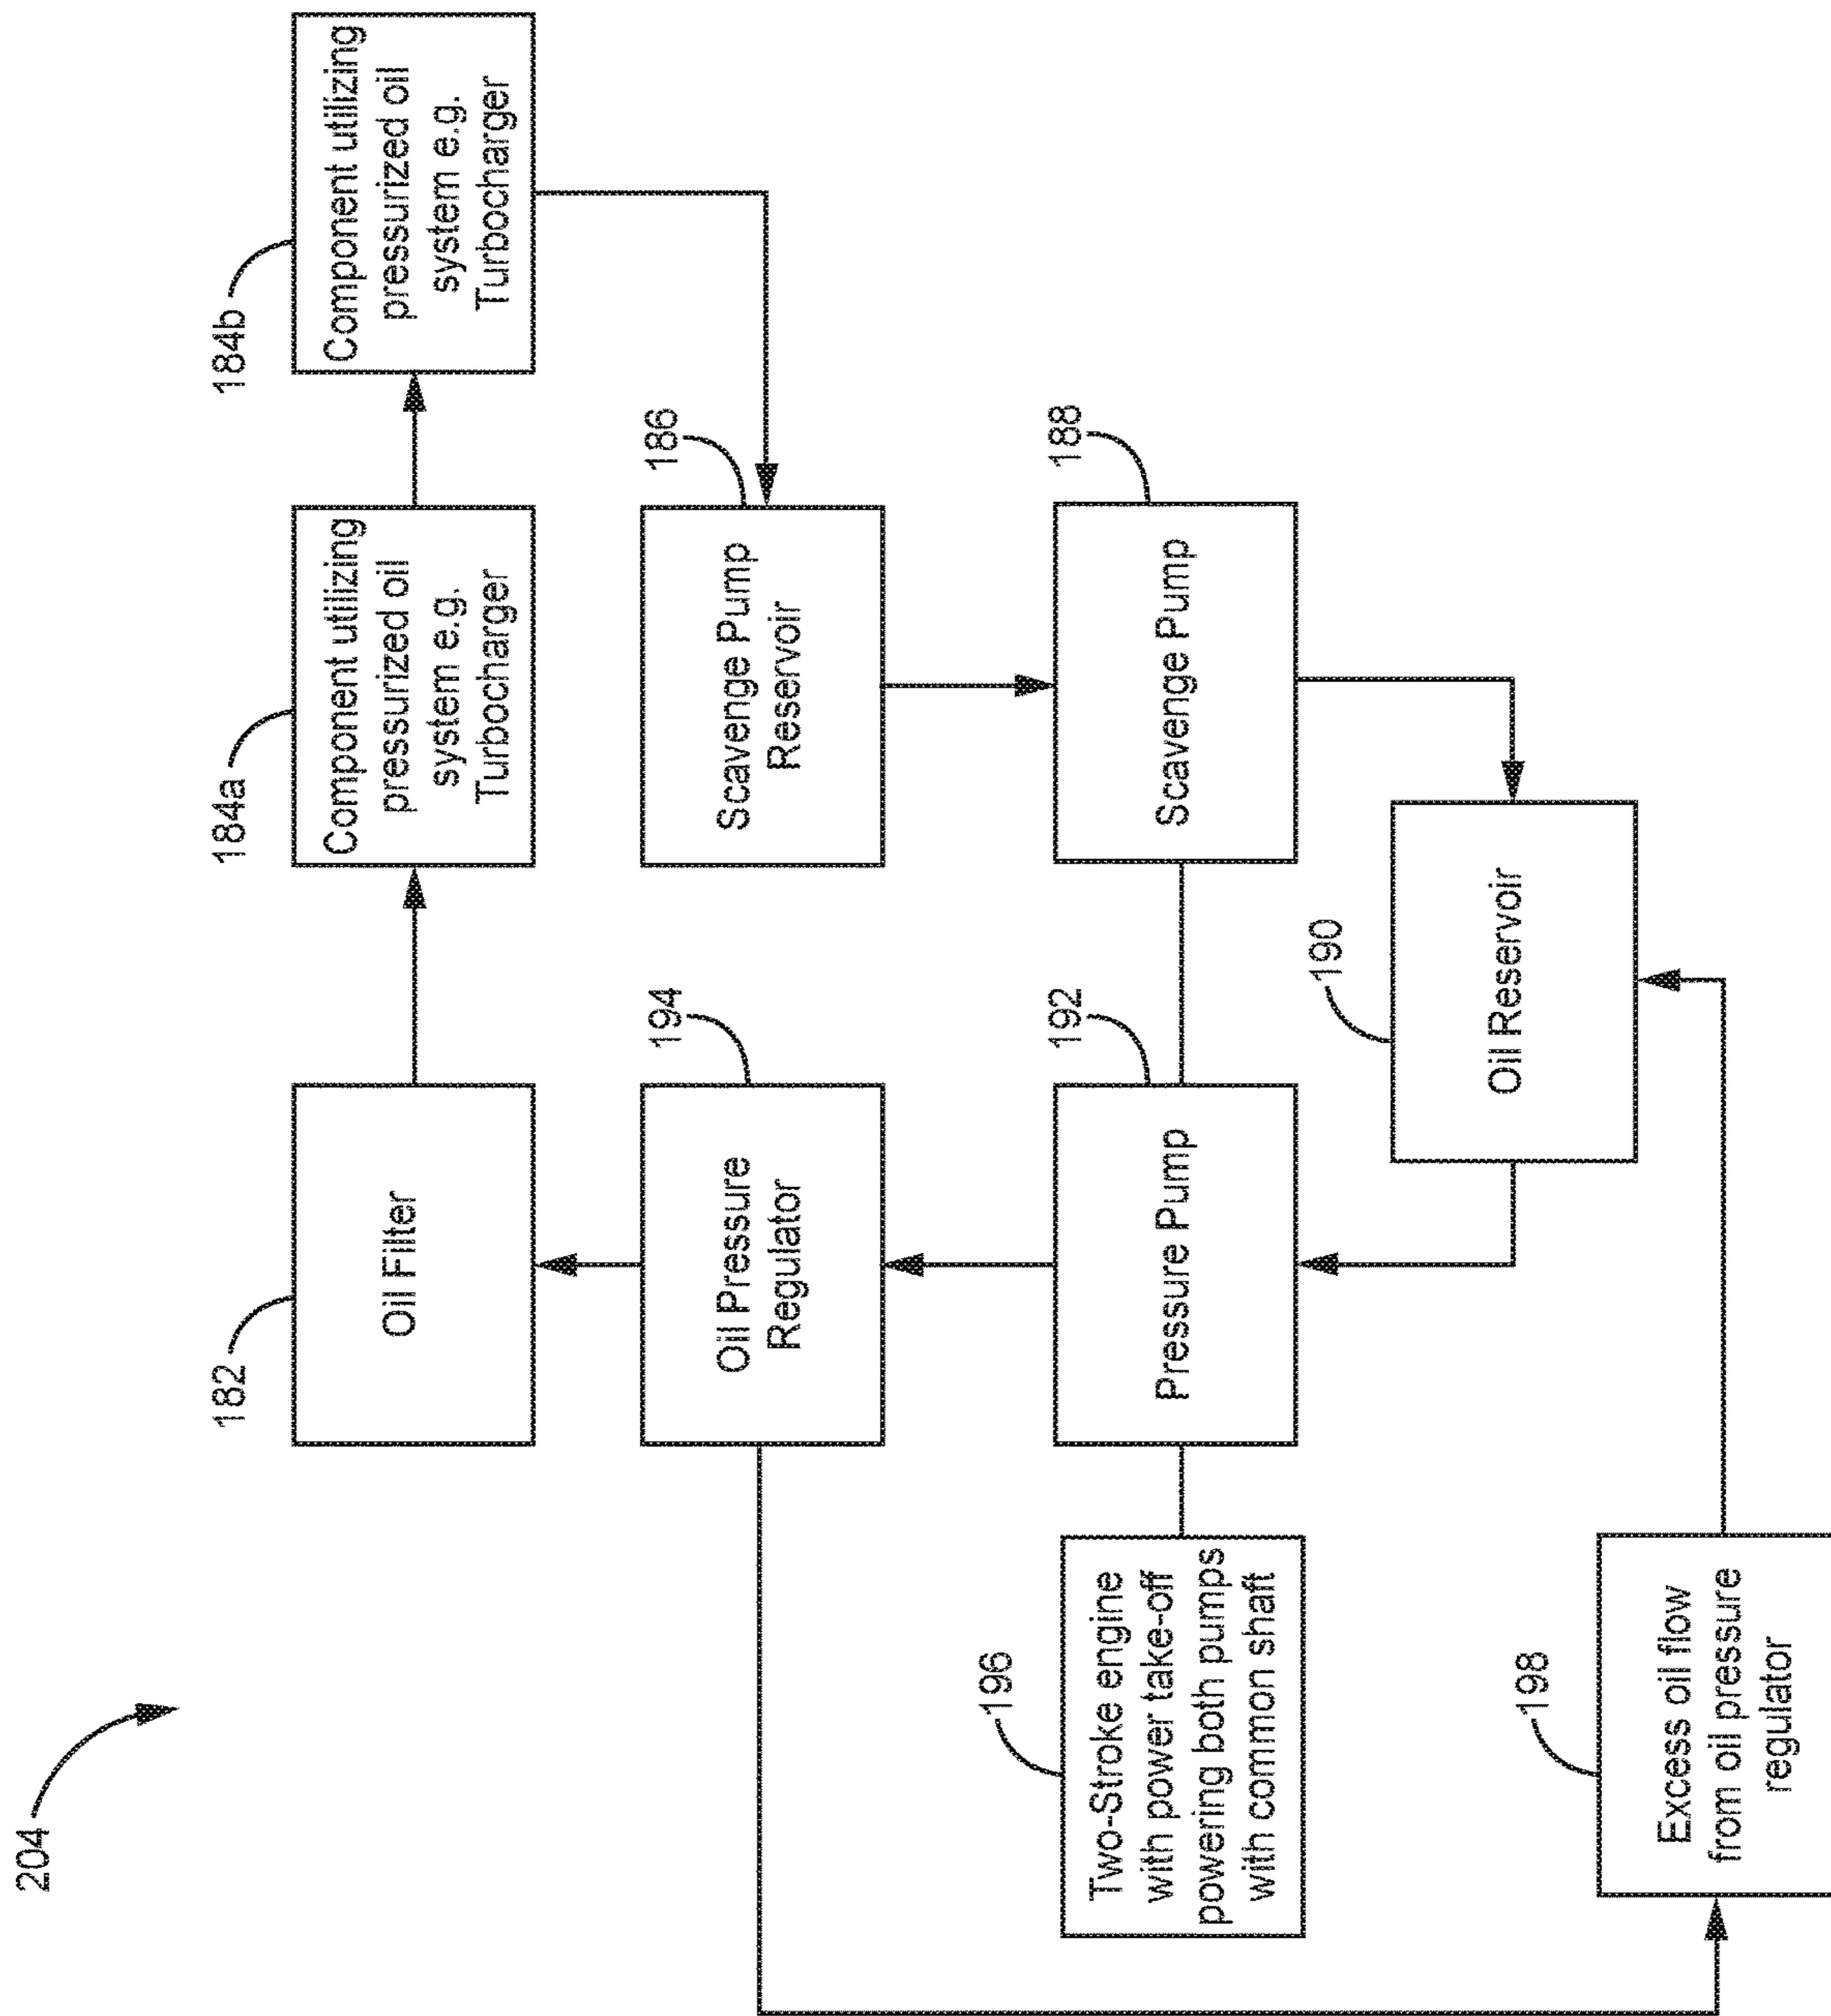 204
182
Oil Filter
184a
Component utilizing
pressurized oil
system e.g.
Turbocharger
184b
Component utilizing
pressurized oil
system e.g.
Turbocharger
194
Oil Pressure
Regulator
186
Scavenge Pump
Reservoir
196
Two-Stroke engine
with power take-off
powering both pumps
with common shaft
192
Pressure Pump
188
Scavenge Pump
190
Oil Reservoir
198
Excess oil flow
from oil pressure
regulator